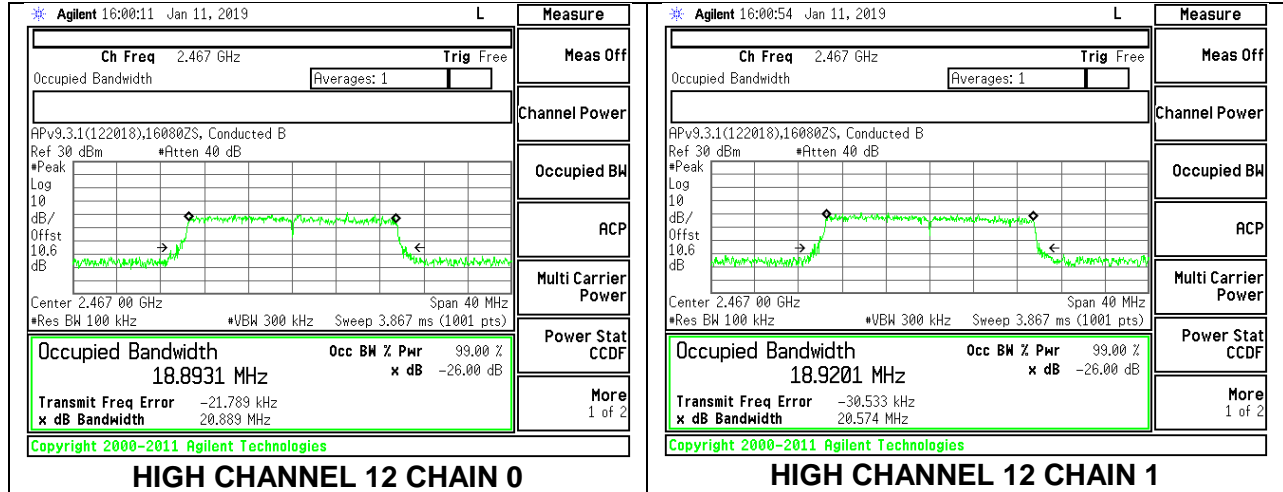 Agilent 16:00:11 Jan 11, 2019 L
Measure
Ch Freq 2.467 GHz Trig Free
Meas Off
Occupied Bandwidth Averages: 1
Channel Power
APv9.3.1(122018),16080ZS, Conducted B
Ref 30 dBm #Atten 40 dB
#Peak
Occupied BW
Log
10
dB/
ACP
Offst
10.6
dB
Multi Carrier
Power
Center 2.467 00 GHz Span 40 MHz
#Res BW 100 kHz #VBW 300 kHz Sweep 3.867 ms (1001 pts)
Power Stat
CCDF
Occupied Bandwidth Occ BW % Pwr 99.00 %
18.8931 MHz x dB -26.00 dB
Transmit Freq Error -21.789 kHz
More
1 of 2
x dB Bandwidth 20.889 MHz
Copyright 2000-2011 Agilent Technologies
HIGH CHANNEL 12 CHAIN 0
Agilent 16:00:54 Jan 11, 2019 L
Measure
Ch Freq 2.467 GHz Trig Free
Meas Off
Occupied Bandwidth Averages: 1
Channel Power
APv9.3.1(122018),16080ZS, Conducted B
Ref 30 dBm #Atten 40 dB
#Peak
Occupied BW
Log
10
dB/
ACP
Offst
10.6
dB
Multi Carrier
Power
Center 2.467 00 GHz Span 40 MHz
#Res BW 100 kHz #VBW 300 kHz Sweep 3.867 ms (1001 pts)
Power Stat
CCDF
Occupied Bandwidth Occ BW % Pwr 99.00 %
18.9201 MHz x dB -26.00 dB
Transmit Freq Error -30.533 kHz
More
1 of 2
x dB Bandwidth 20.574 MHz
Copyright 2000-2011 Agilent Technologies
HIGH CHANNEL 12 CHAIN 1